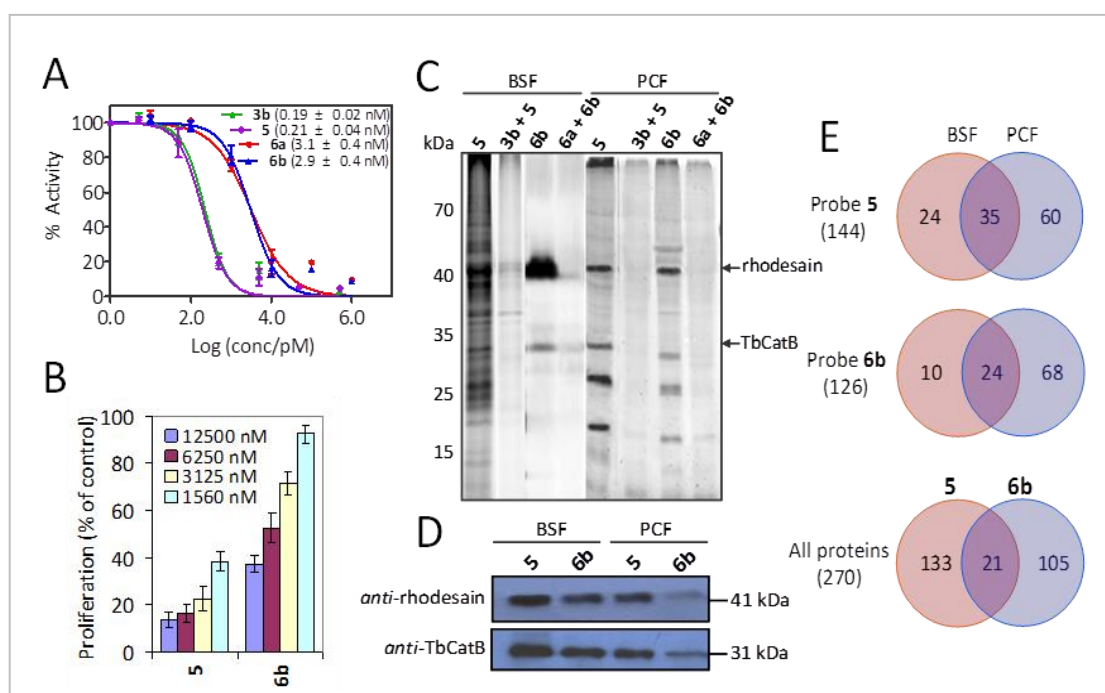 A
% Activity
100
80
60
40
20
0
0.0 2.0 4.0 6.0
Log (conc/pM)
3b (0.19 ± 0.02 nM)
5 (0.21 ± 0.04 nM)
6a (3.1 ± 0.4 nM)
6b (2.9 ± 0.4 nM)
B
Proliferation (% of control)
100
80
60
40
20
0
12500 nM
6250 nM
3125 nM
1560 nM
5 6b
C
BSF PCF
5 3b + 5 6b 6a + 6b 5 3b + 5 6b 6a + 6b
kDa
70
40
35
25
15
rhodesain
TbCatB
D
BSF PCF
5 6b 5 6b
anti-rhodesain 41 kDa
anti-TbCatB 31 kDa
E
BSF PCF
Probe 5
(144)
24 35 60
Probe 6b
(126)
10 24 68
5 6b
All proteins
(270)
133 21 105